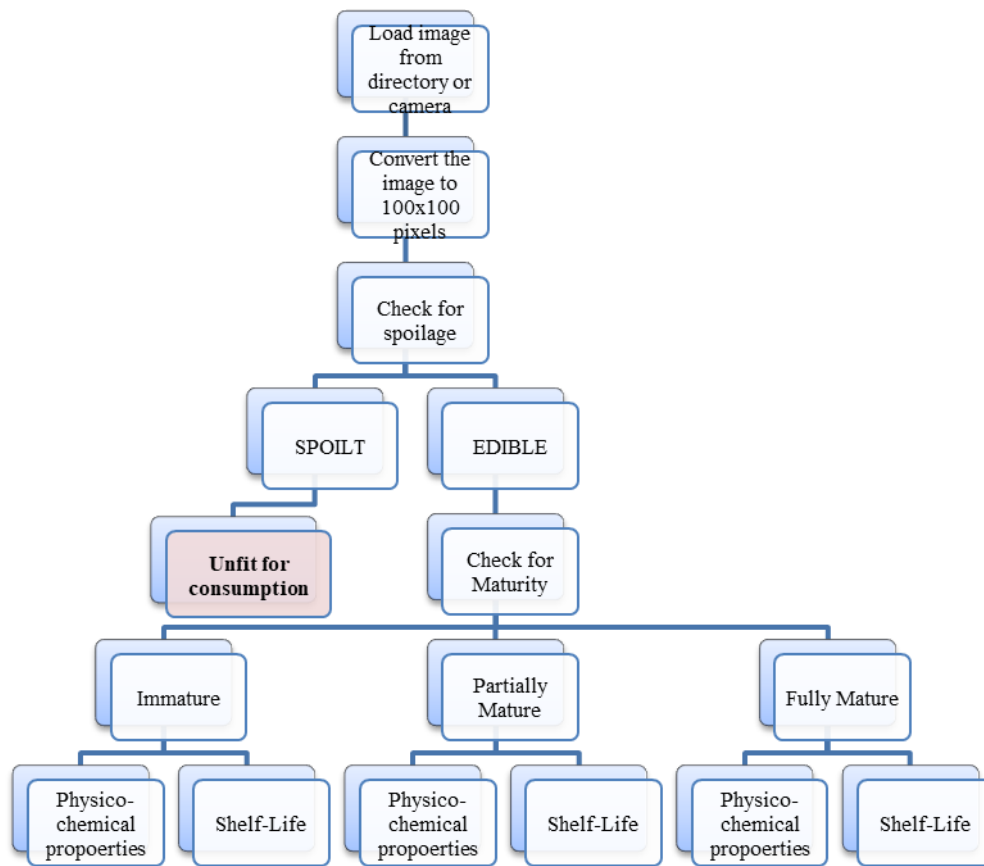 Load image
from
directory or
camera
Convert the
image to
100x100
pixels
Check for
spoilage
SPOILT
EDIBLE
Unfit for
consumption
Check for
Maturity
Immature
Partially
Mature
Fully Mature
Physico-
chemical
propoerties
Shelf-Life
Physico-
chemical
propoerties
Shelf-Life
Physico-
chemical
propoerties
Shelf-Life